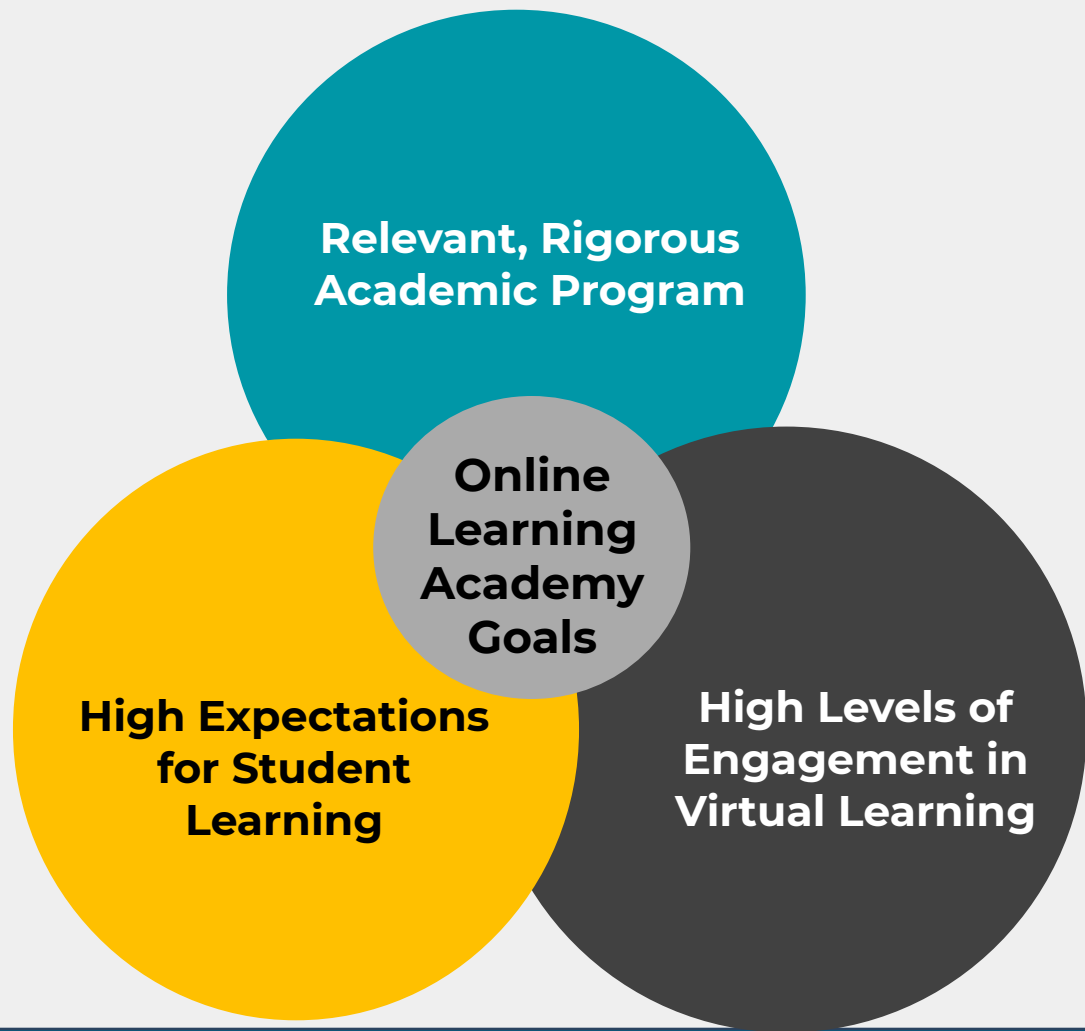 Relevant, Rigorous
Academic Program
Online
Learning
Academy
Goals
High Expectations
for Student
Learning
High Levels of
Engagement in
Virtual Learning